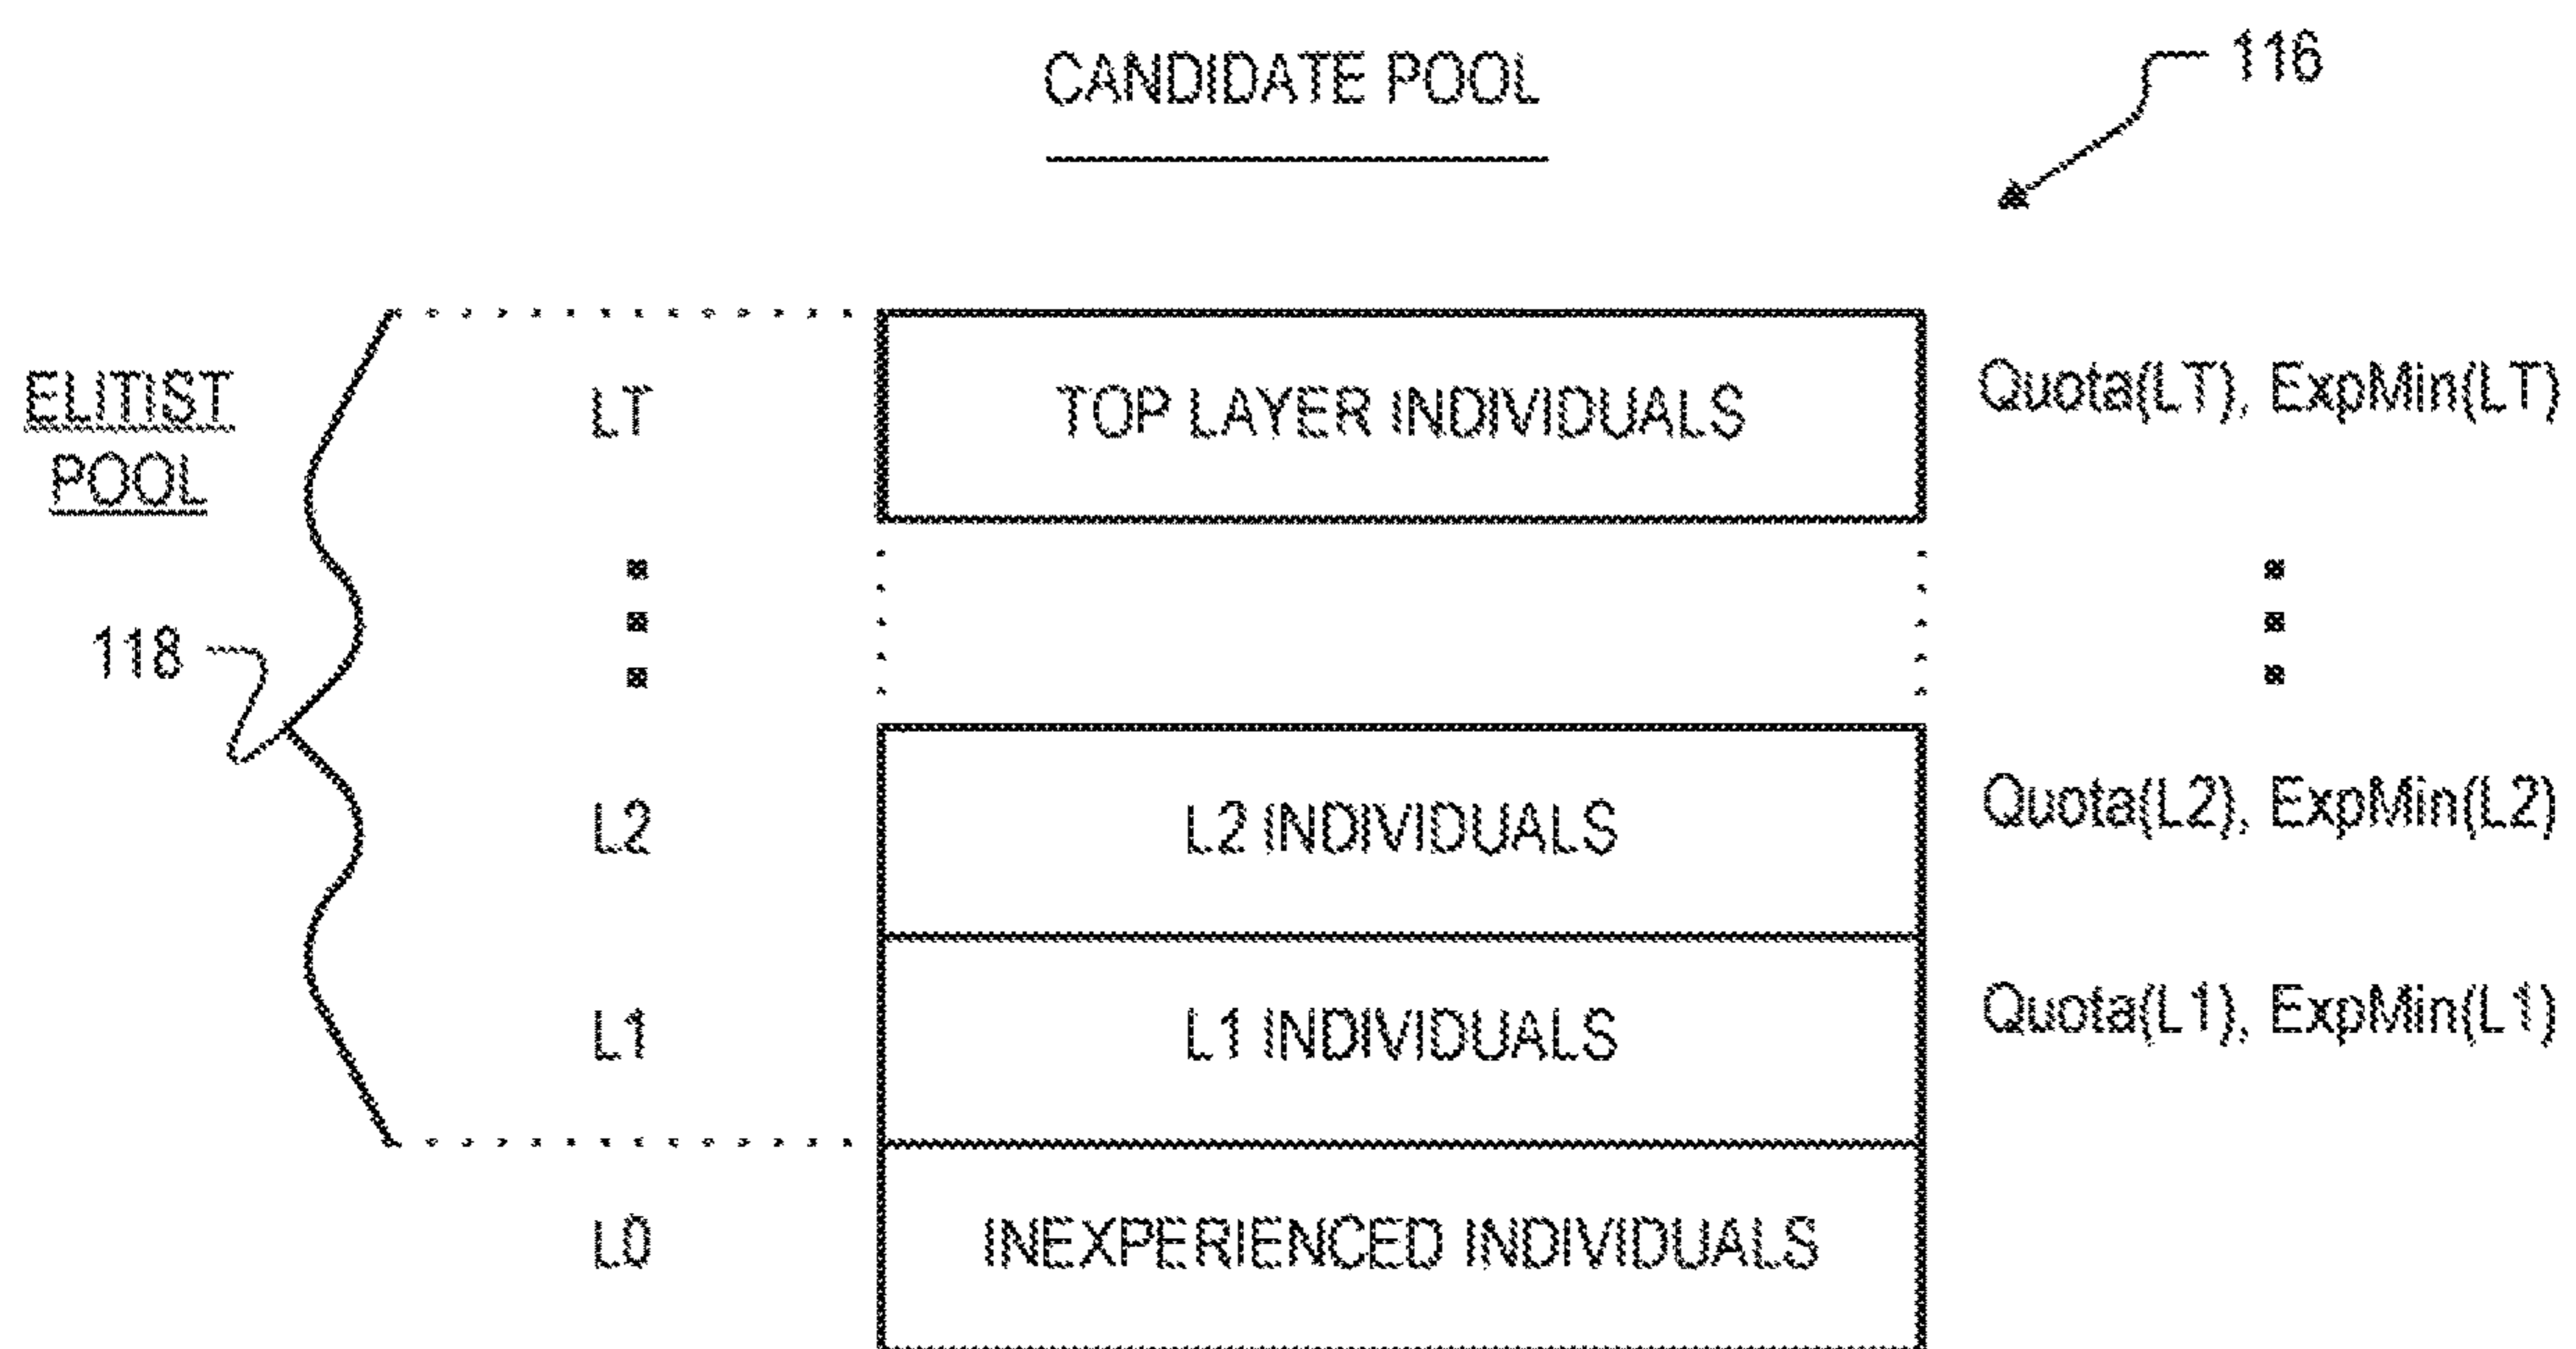 CANDIDATE POOL
116
ELITIST
POOL
118
LT
TOP LAYER INDIVIDUALS
Quota(LT), ExpMin(LT)
L2
L2 INDIVIDUALS
Quota(L2), ExpMin(L2)
L1
L1 INDIVIDUALS
Quota(L1), ExpMin(L1)
L0
INEXPERIENCED INDIVIDUALS